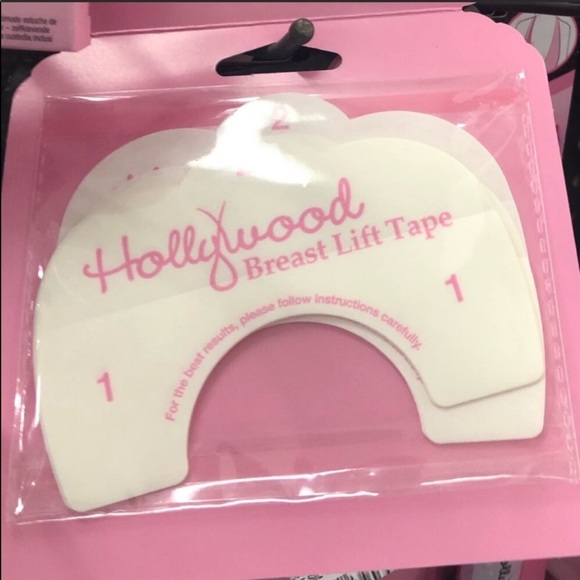 2
Hollywood
Breast Lift Tape
1
1
For the best results, please follow instructions carefully.